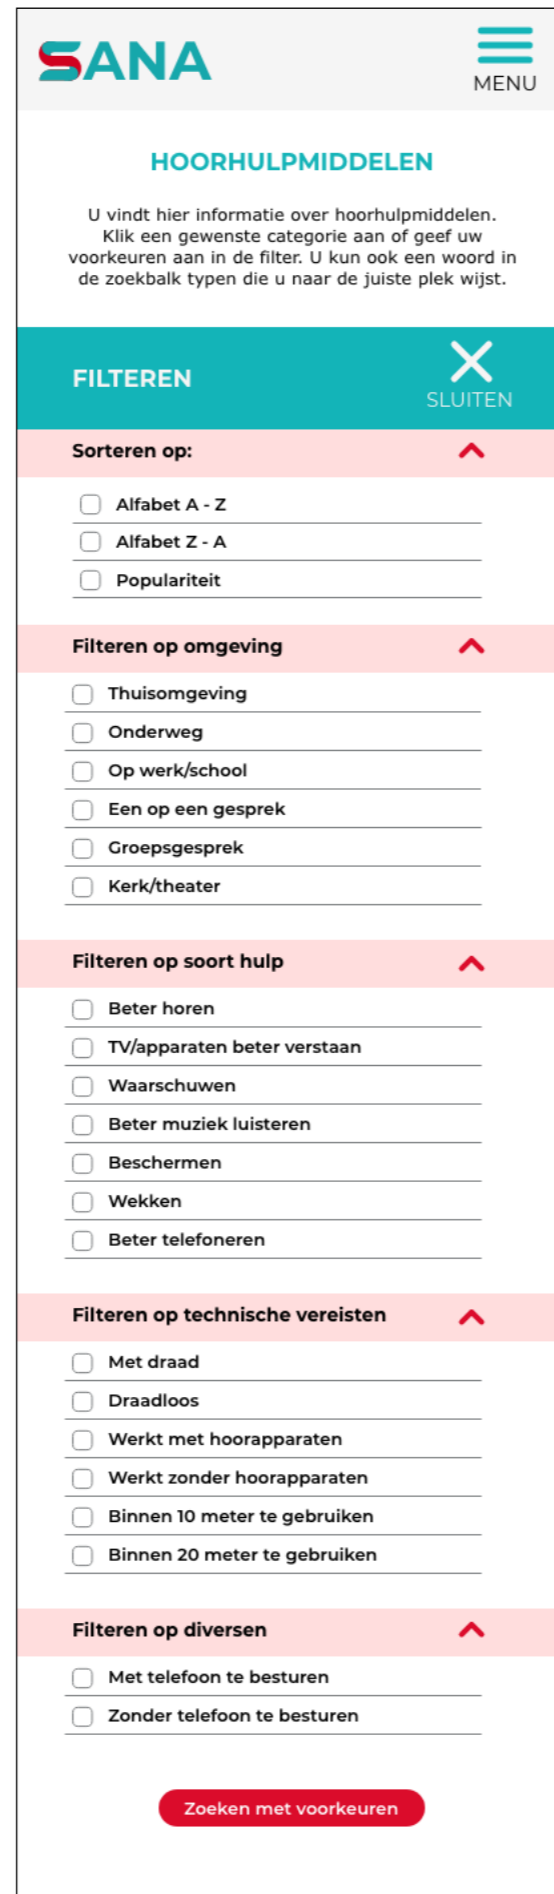 SANA
MENU
HOORHULPMIDDELEN
U vindt hier informatie over hoorhulpmiddelen.
Klik een gewenste categorie aan of geef uw
voorkeuren aan in de filter. U kun ook een woord in
de zoekbalk typen die u naar de juiste plek wijst.
FILTEREN
SLUITEN
Sorteren op:
Alfabet A - Z
Alfabet Z - A
Populariteit
Filteren op omgeving
Thuisomgeving
Onderweg
Op werk/school
Een op een gesprek
Groepsgesprek
Kerk/theater
Filteren op soort hulp
Beter horen
TV/apparaten beter verstaan
Waarschuwen
Beter muziek luisteren
Beschermen
Wekken
Beter telefoneren
Filteren op technische vereisten
Met draad
Draadloos
Werkt met hoorapparaten
Werkt zonder hoorapparaten
Binnen 10 meter te gebruiken
Binnen 20 meter te gebruiken
Filteren op diversen
Met telefoon te besturen
Zonder telefoon te besturen
Zoeken met voorkeuren